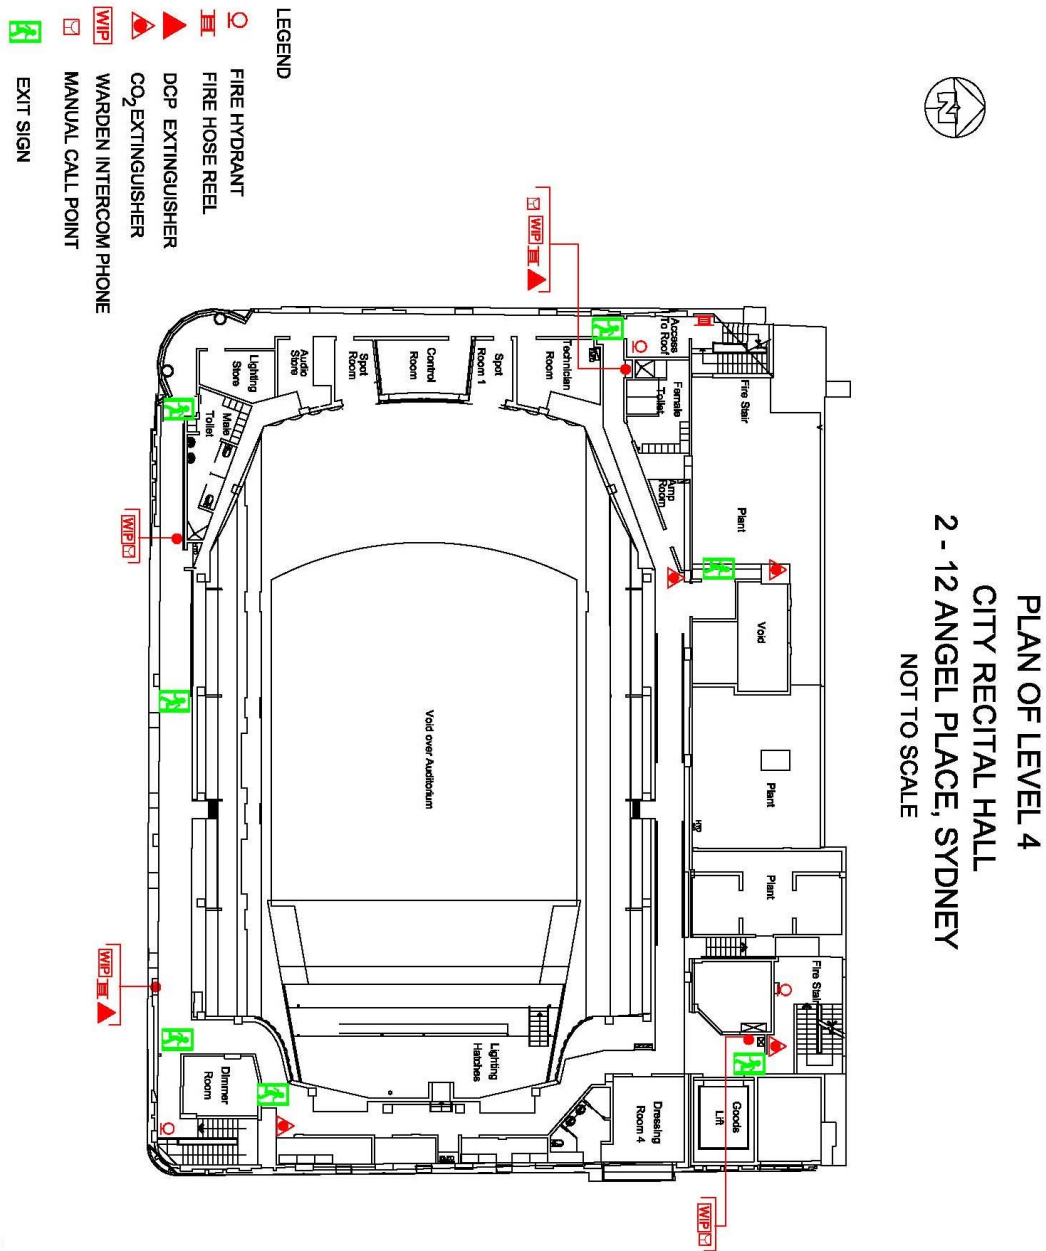 PLAN OF LEVEL 4
CITY RECITAL HALL
2 - 12 ANGEL PLACE, SYDNEY
NOT TO SCALE
N
Fire Stair
Plant
Void
Plant
Plant
Fire Stair
Access
To Roof
Female
Toilet
Amp
Room
HTD
Goods
Lift
Technician
Room
Spot
Room 1
Control
Room
Spot
Room
Audio
Store
Lighting
Store
Male
Toilet
Void over Auditorium
Lighting
Hatches
Dressing
Room 4
Dimmer
Room
WIP
WIP
WIP
WIP
LEGEND
FIRE HYDRANT
FIRE HOSE REEL
DCP EXTINGUISHER
CO2 EXTINGUISHER
WIP WARDEN INTERCOM PHONE
MANUAL CALL POINT
EXIT SIGN